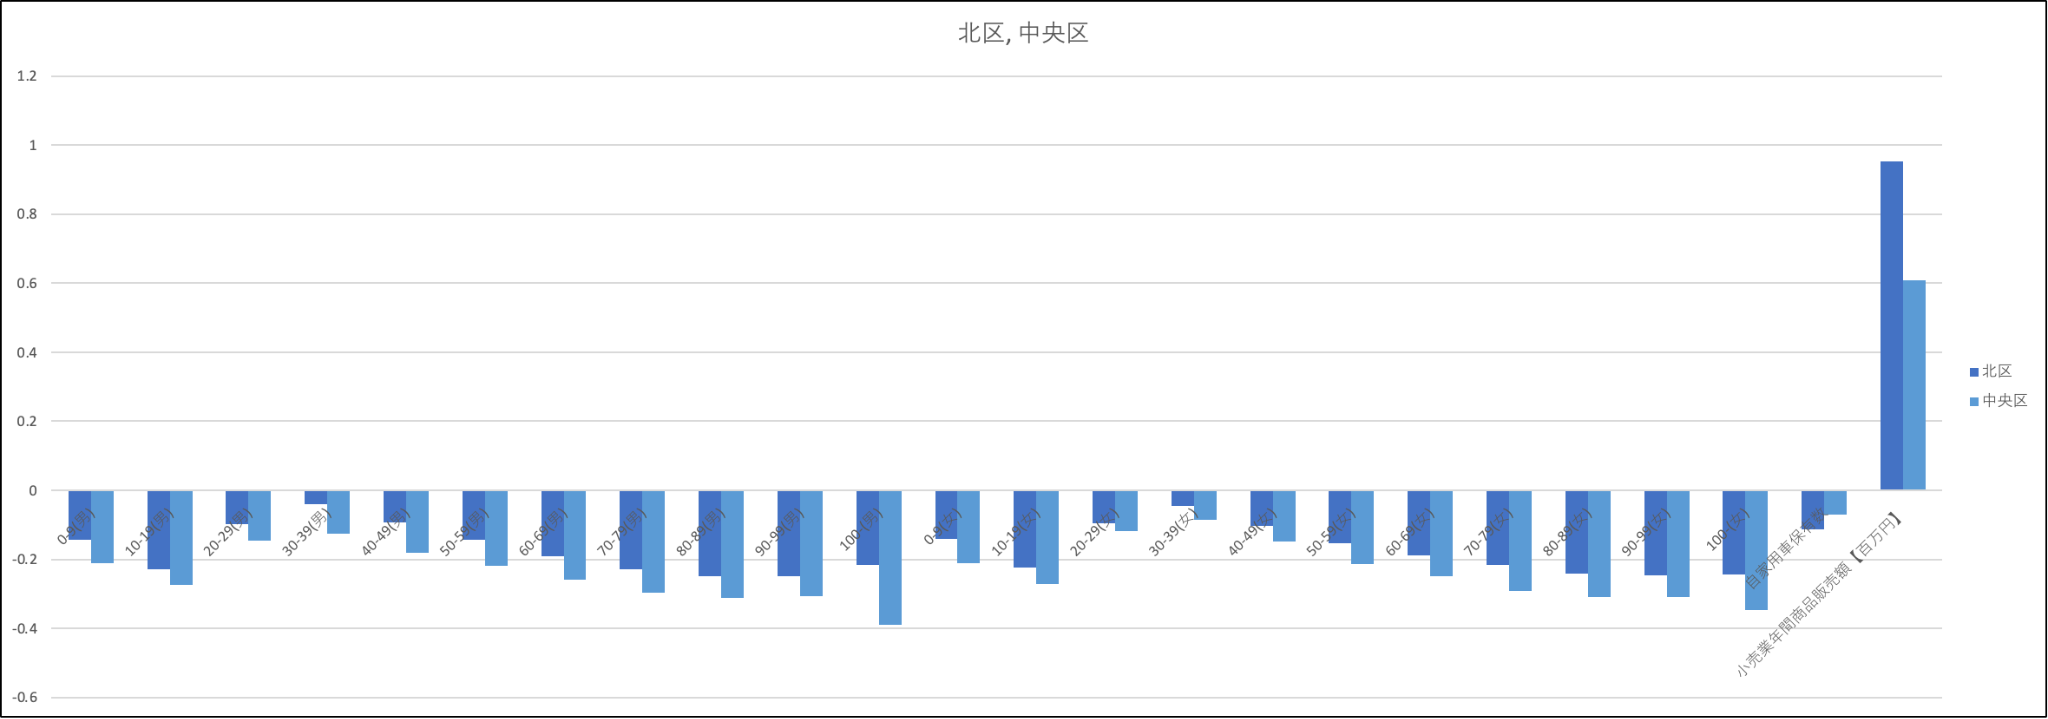 北区, 中央区
1.2
1
0.8
0.6
0.4
0.2
0
-0.2
-0.4
-0.6
0-9(男)
10-19(男)
20-29(男)
30-39(男)
40-49(男)
50-59(男)
60-69(男)
70-79(男)
80-89(男)
90-99(男)
100-(男)
0-9(女)
10-19(女)
20-29(女)
30-39(女)
40-49(女)
50-59(女)
60-69(女)
70-79(女)
80-89(女)
90-99(女)
100-(女)
自家用車保有数
小売業年間商品販売額【百万円】
北区
中央区